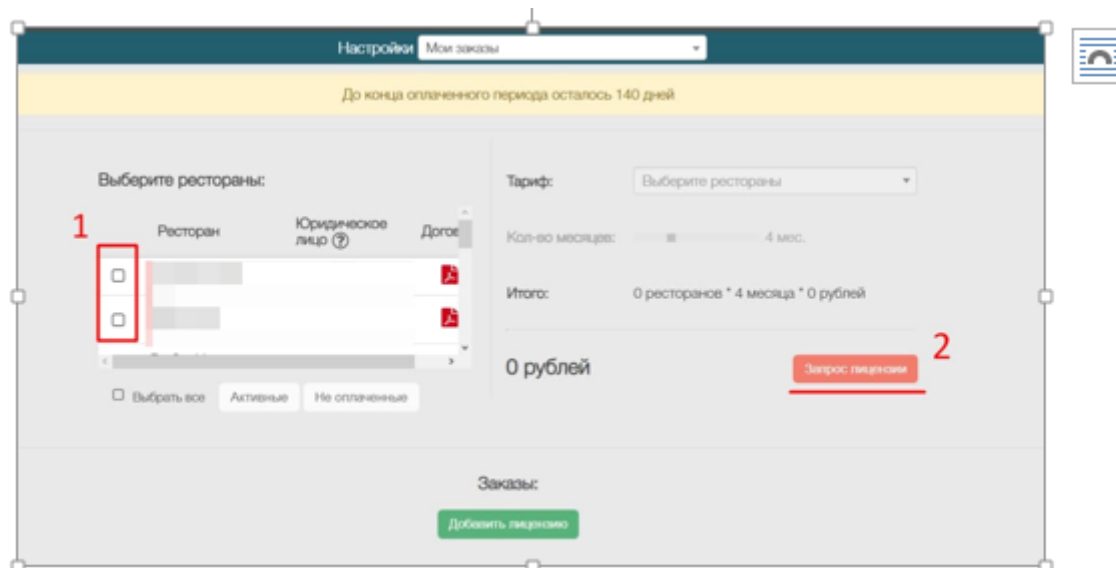 Настройки Мои заказы
До конца оплаченного периода осталось 140 дней
Выберите рестораны:
1
Ресторан
Юридическое
лицо ?
Догов
Тариф:
Выберите рестораны
Кол-во месяцев:
4 мес.
Итого:
0 ресторанов * 4 месяца * 0 рублей
0 рублей
Запрос лицензии
2
Выбрать все
Активные
Не оплаченные
Заказы:
Добавить лицензию